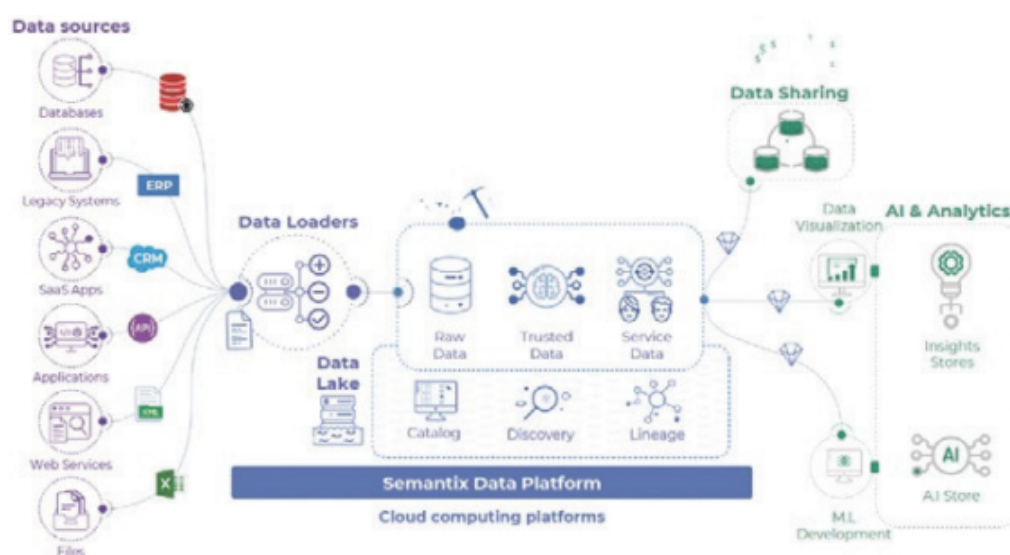 Data sources
Databases
Legacy Systems
SaaS Apps
Applications
Web Services
Files
ERP
CRM
API
XML
X
Data Loaders
Data
Lake
Raw
Data
Trusted
Data
Service
Data
Catalog
Discovery
Lineage
Semantix Data Platform
Cloud computing platforms
Data Sharing
Data
Visualization
AI & Analytics
Insights
Stores
M.L
Development
AI
A.I Store